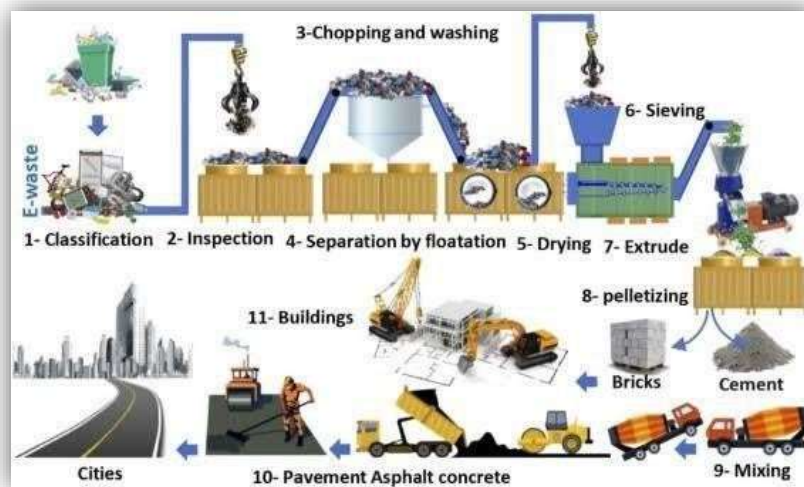 3-Chopping and washing
6- Sieving
E-waste
1- Classification
2- Inspection
4- Separation by floatation
5- Drying
7- Extrude
8- pelletizing
11- Buildings
Bricks
Cement
Cities
10- Pavement Asphalt concrete
9- Mixing